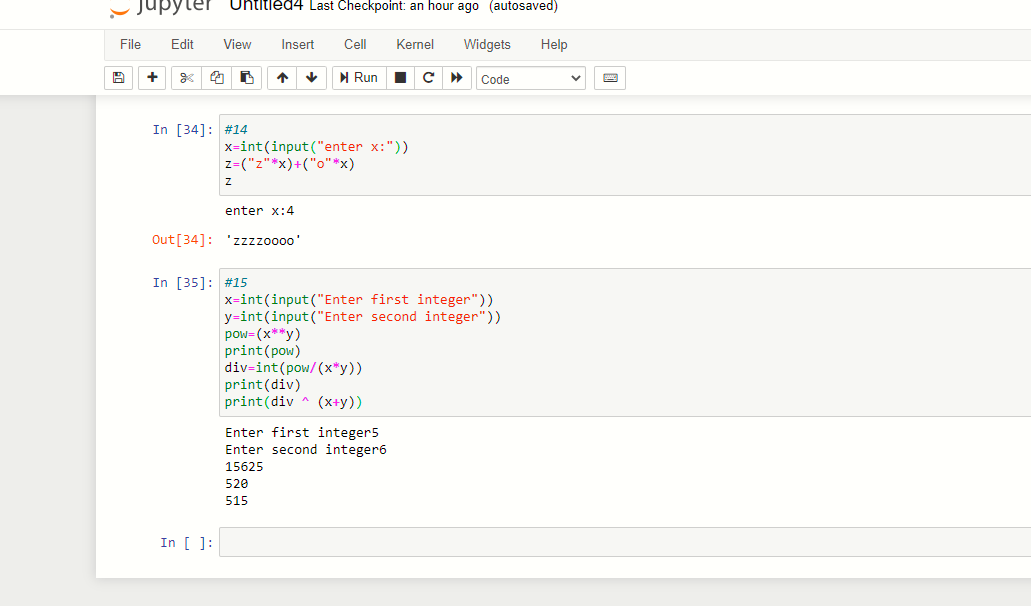 jupyter Untitled4 Last Checkpoint: an hour ago (autosaved)
File Edit View Insert Cell Kernel Widgets Help
Run Code
In [34]: #14
x=int(input("enter x:"))
z=("z"*x)+("o"*x)
z
enter x:4
Out[34]: 'zzzzoooo'
In [35]: #15
x=int(input("Enter first integer"))
y=int(input("Enter second integer"))
pow=(x**y)
print(pow)
div=int(pow/(x*y))
print(div)
print(div ^ (x+y))
Enter first integer5
Enter second integer6
15625
520
515
In [ ]: